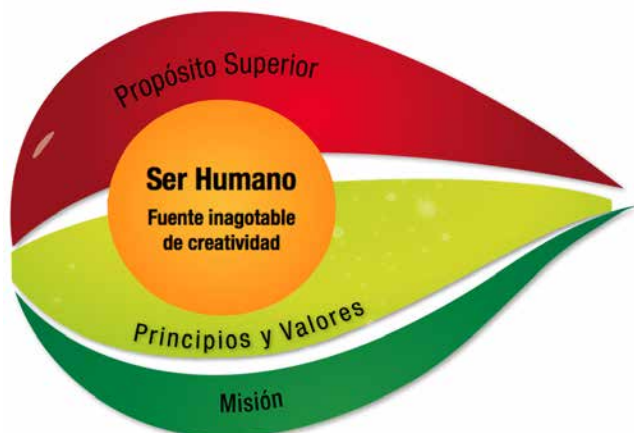 Propósito Superior
Ser Humano
Fuente inagotable
de creatividad
Principios y Valores
Misión